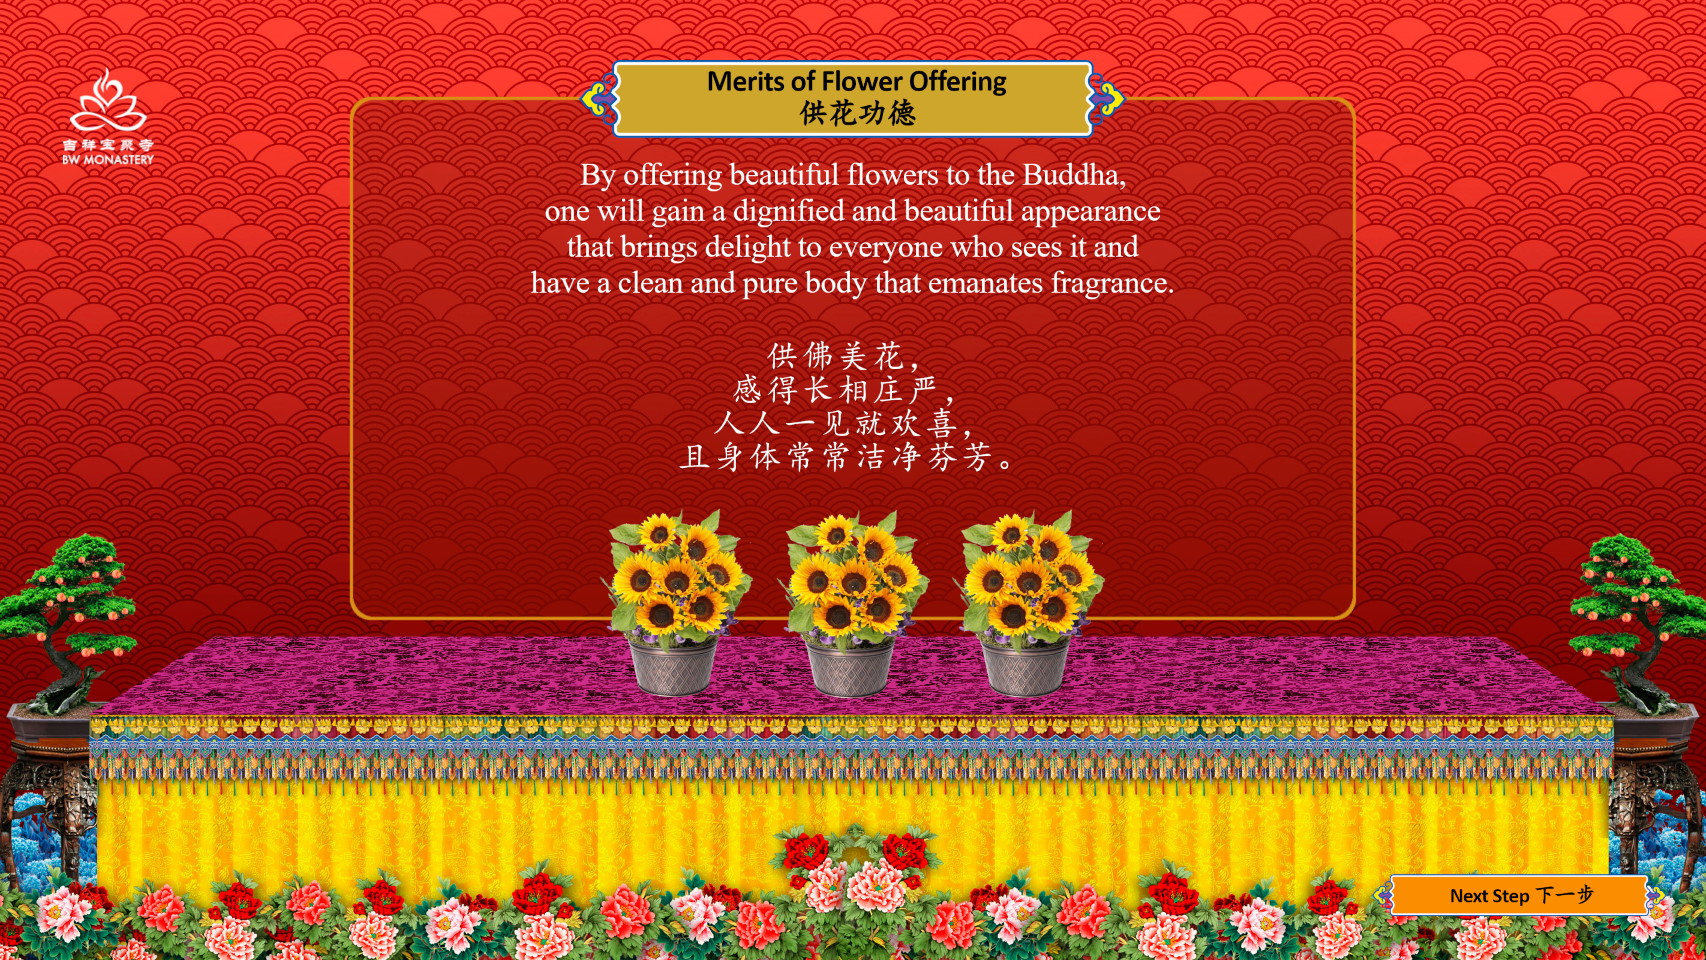 吉祥宝聚寺
BW MONASTERY
Merits of Flower Offering
供花功德
By offering beautiful flowers to the Buddha,
one will gain a dignified and beautiful appearance
that brings delight to everyone who sees it and
have a clean and pure body that emanates fragrance.
供佛美花，
感得长相庄严，
人人一见就欢喜，
且身体常常洁净芬芳。
Next Step 下一步